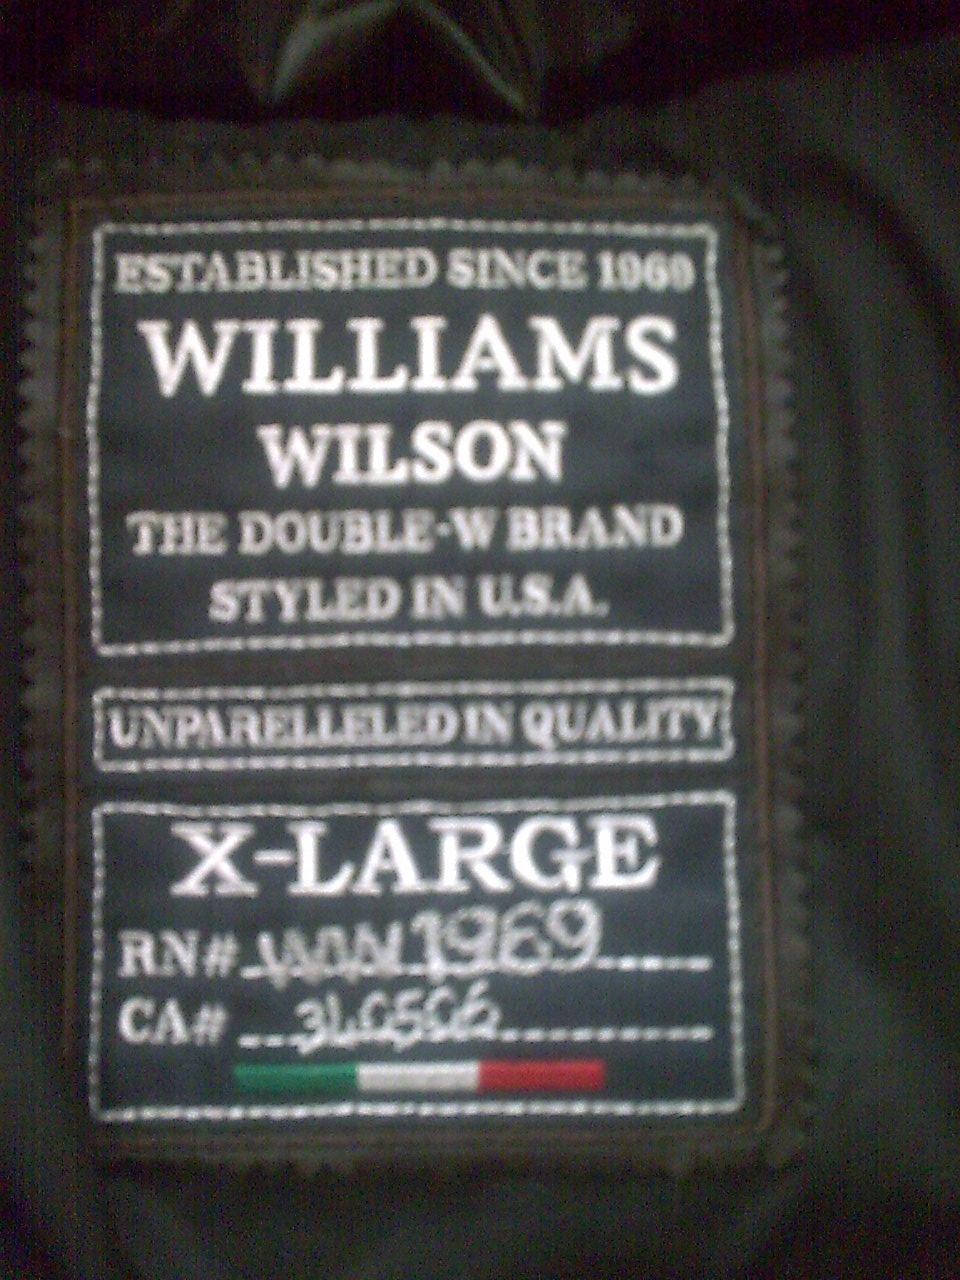 ESTABLISHED SINCE 1969
WILLIAMS
WILSON
THE DOUBLE-W BRAND
STYLED IN U.S.A.
UNPARELLELED IN QUALITY
X-LARGE
RN# WW1969
CA#